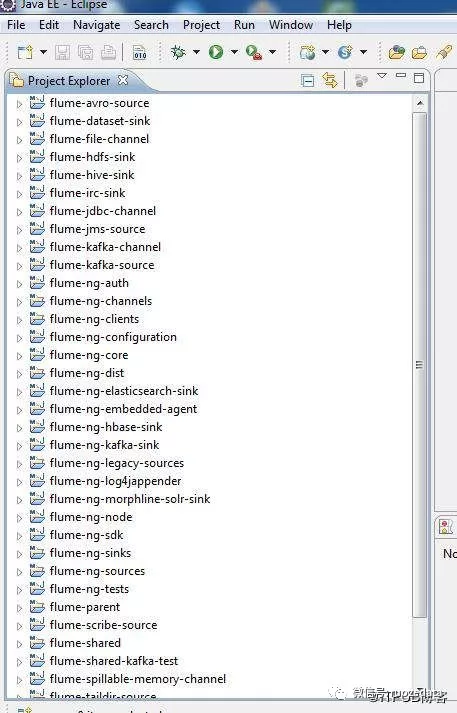 Java EE - Eclipse
File Edit Navigate Search Project Run Window Help
Project Explorer
flume-avro-source
flume-dataset-sink
flume-file-channel
flume-hdfs-sink
flume-hive-sink
flume-irc-sink
flume-jdbc-channel
flume-jms-source
flume-kafka-channel
flume-kafka-source
flume-ng-auth
flume-ng-channels
flume-ng-clients
flume-ng-configuration
flume-ng-core
flume-ng-dist
flume-ng-elasticsearch-sink
flume-ng-embedded-agent
flume-ng-hbase-sink
flume-ng-kafka-sink
flume-ng-legacy-sources
flume-ng-log4jappender
flume-ng-morphline-solr-sink
flume-ng-node
flume-ng-sdk
flume-ng-sinks
flume-ng-sources
flume-ng-tests
flume-parent
flume-scribe-source
flume-shared
flume-shared-kafka-test
flume-spillable-memory-channel
flume-taildir-source
No